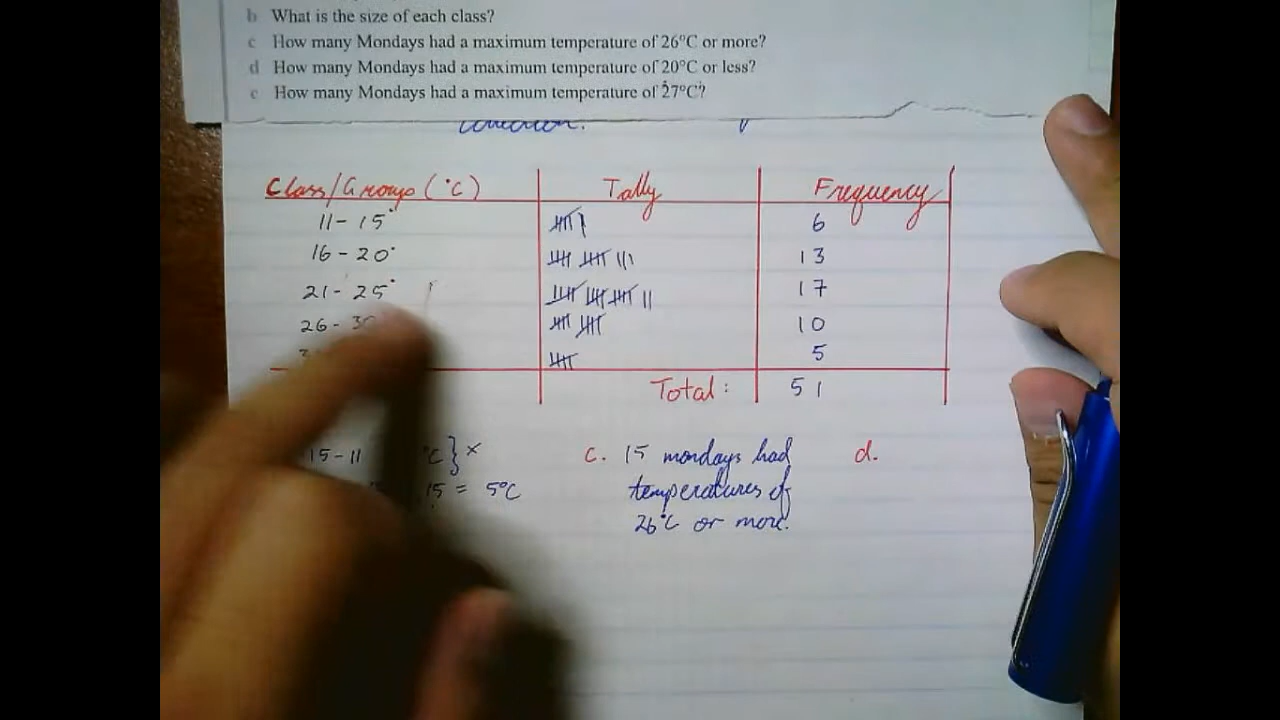 b What is the size of each class?
c How many Mondays had a maximum temperature of 26°C or more?
d How many Mondays had a maximum temperature of 20°C or less?
e How many Mondays had a maximum temperature of 27°C?
Class/Group (°C) Tally Frequency
11-15° 6
16-20° 13
21-25° 17
26-30 10
5
Total: 51
15-11 °C} × c. 15 mondays had d.
15 = 5°C temperatures of
26°C or more.